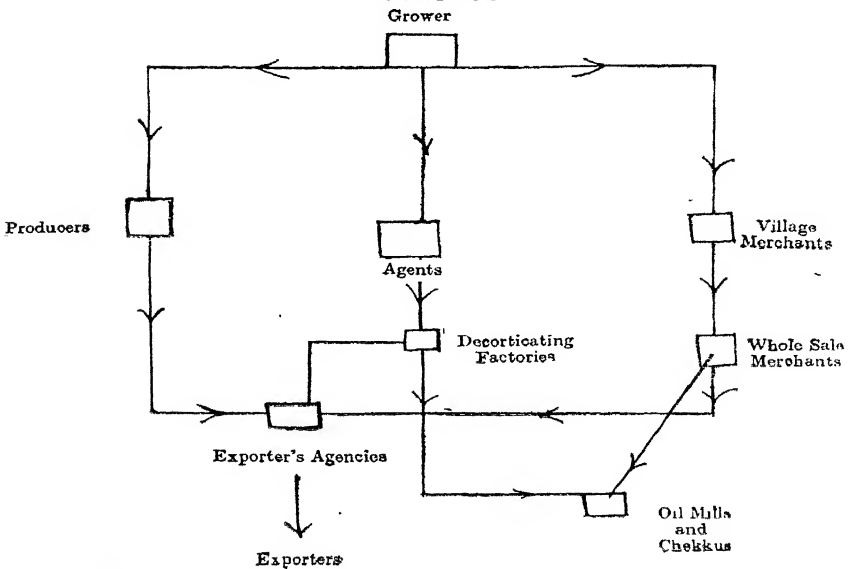 Grower
Producers
Agents
Village
Merchants
Decorticating
Factories
Whole Sale
Merchants
Exporter's Agencies
Oil Mills
and
Chekkus
Exporters